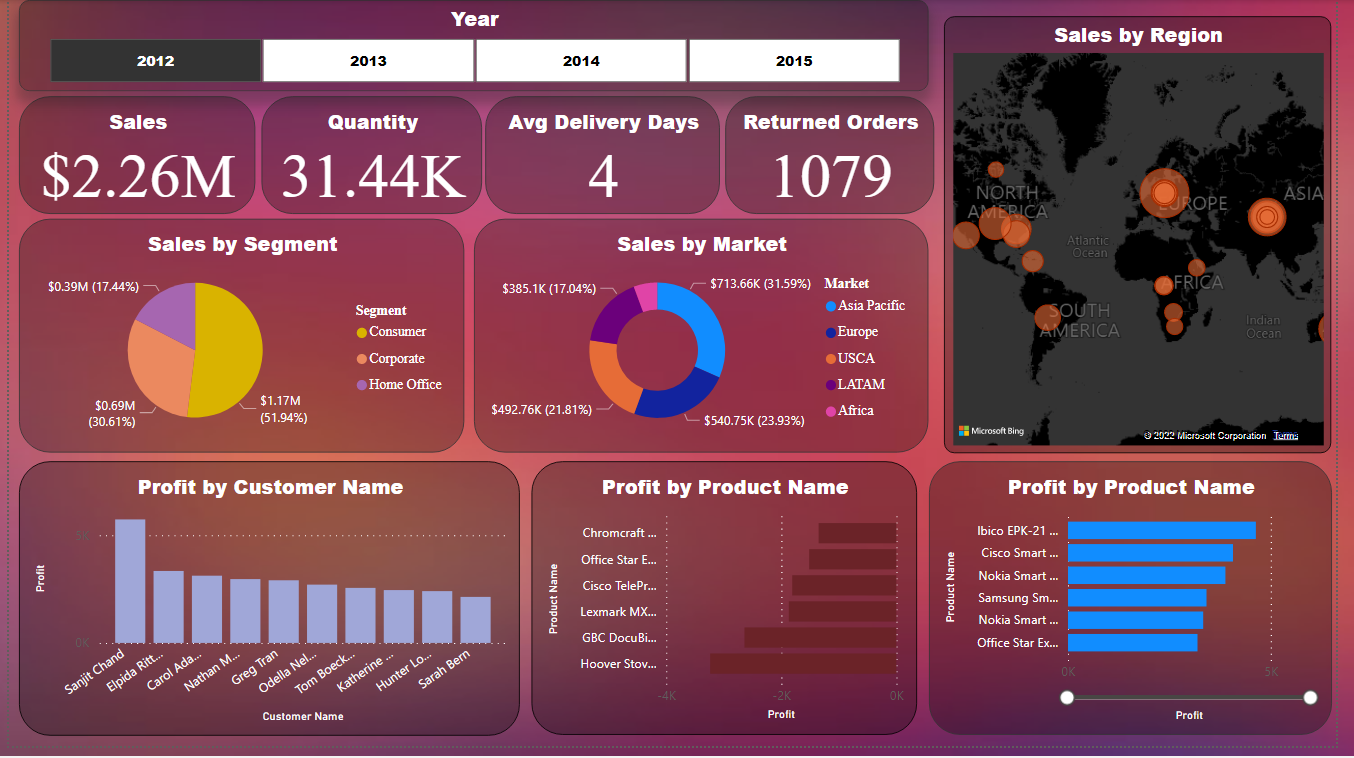 Year
2012
2013
2014
2015
Sales
$2.26M
Quantity
31.44K
Avg Delivery Days
4
Returned Orders
1079
Sales by Region
NORTH
AMERICA
EUROPE
ASIA
Atlantic
Ocean
AFRICA
SOUTH
AMERICA
Indian
Ocean
Microsoft Bing
© 2022 Microsoft Corporation Terms
Sales by Segment
$0.39M (17.44%)
$0.69M
(30.61%)
$1.17M
(51.94%)
Segment
Consumer
Corporate
Home Office
Sales by Market
$385.1K (17.04%)
$713.66K (31.59%)
$492.76K (21.81%)
$540.75K (23.93%)
Market
Asia Pacific
Europe
USCA
LATAM
Africa
Profit by Customer Name
Profit
5K
0K
Sanjit Chand
Elpida Ritt...
Carol Ada...
Nathan M...
Greg Tran
Odella Nel...
Tom Boeck...
Katherine ...
Hunter Lo...
Sarah Bern
Customer Name
Profit by Product Name
Product Name
Chromcraft ...
Office Star E...
Cisco TelePr...
Lexmark MX...
GBC DocuBi...
Hoover Stov...
-4K
-2K
0K
Profit
Profit by Product Name
Product Name
Ibico EPK-21 ...
Cisco Smart ...
Nokia Smart ...
Samsung Sm...
Nokia Smart ...
Office Star Ex...
0K
5K
Profit